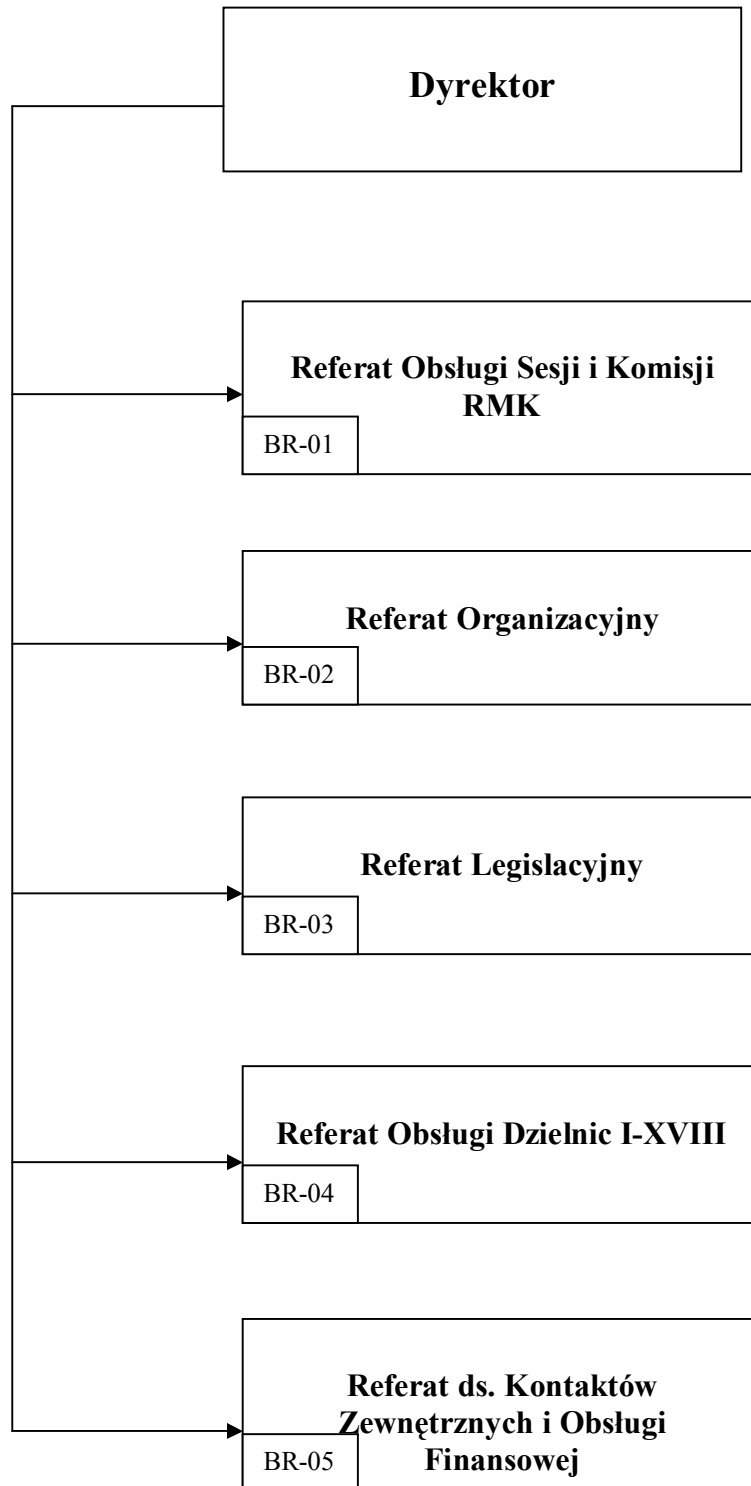 Dyrektor
Referat Obsługi Sesji i Komisji
RMK
BR-01
Referat Organizacyjny
BR-02
Referat Legislacyjny
BR-03
Referat Obsługi Dzielnic I-XVIII
BR-04
Referat ds. Kontaktów
Zewnętrznych i Obsługi
Finansowej
BR-05